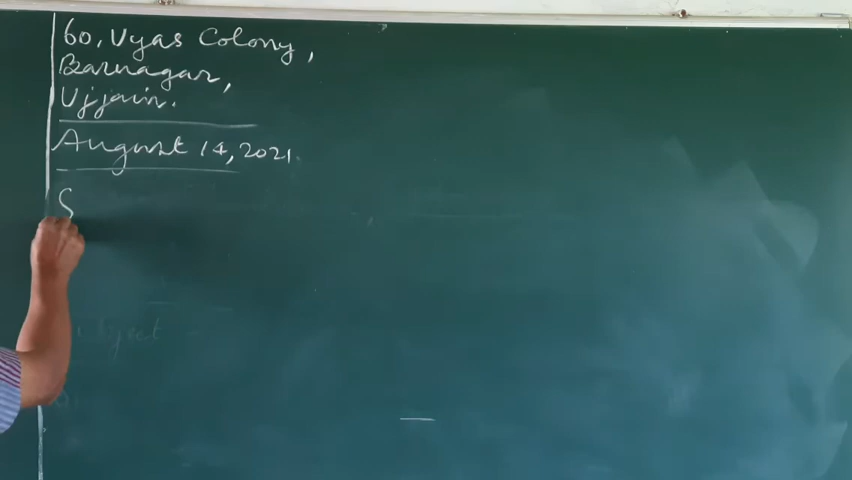 60, Vyas Colony,
Barnagar,
Ujjain.
August 14, 2021.
S